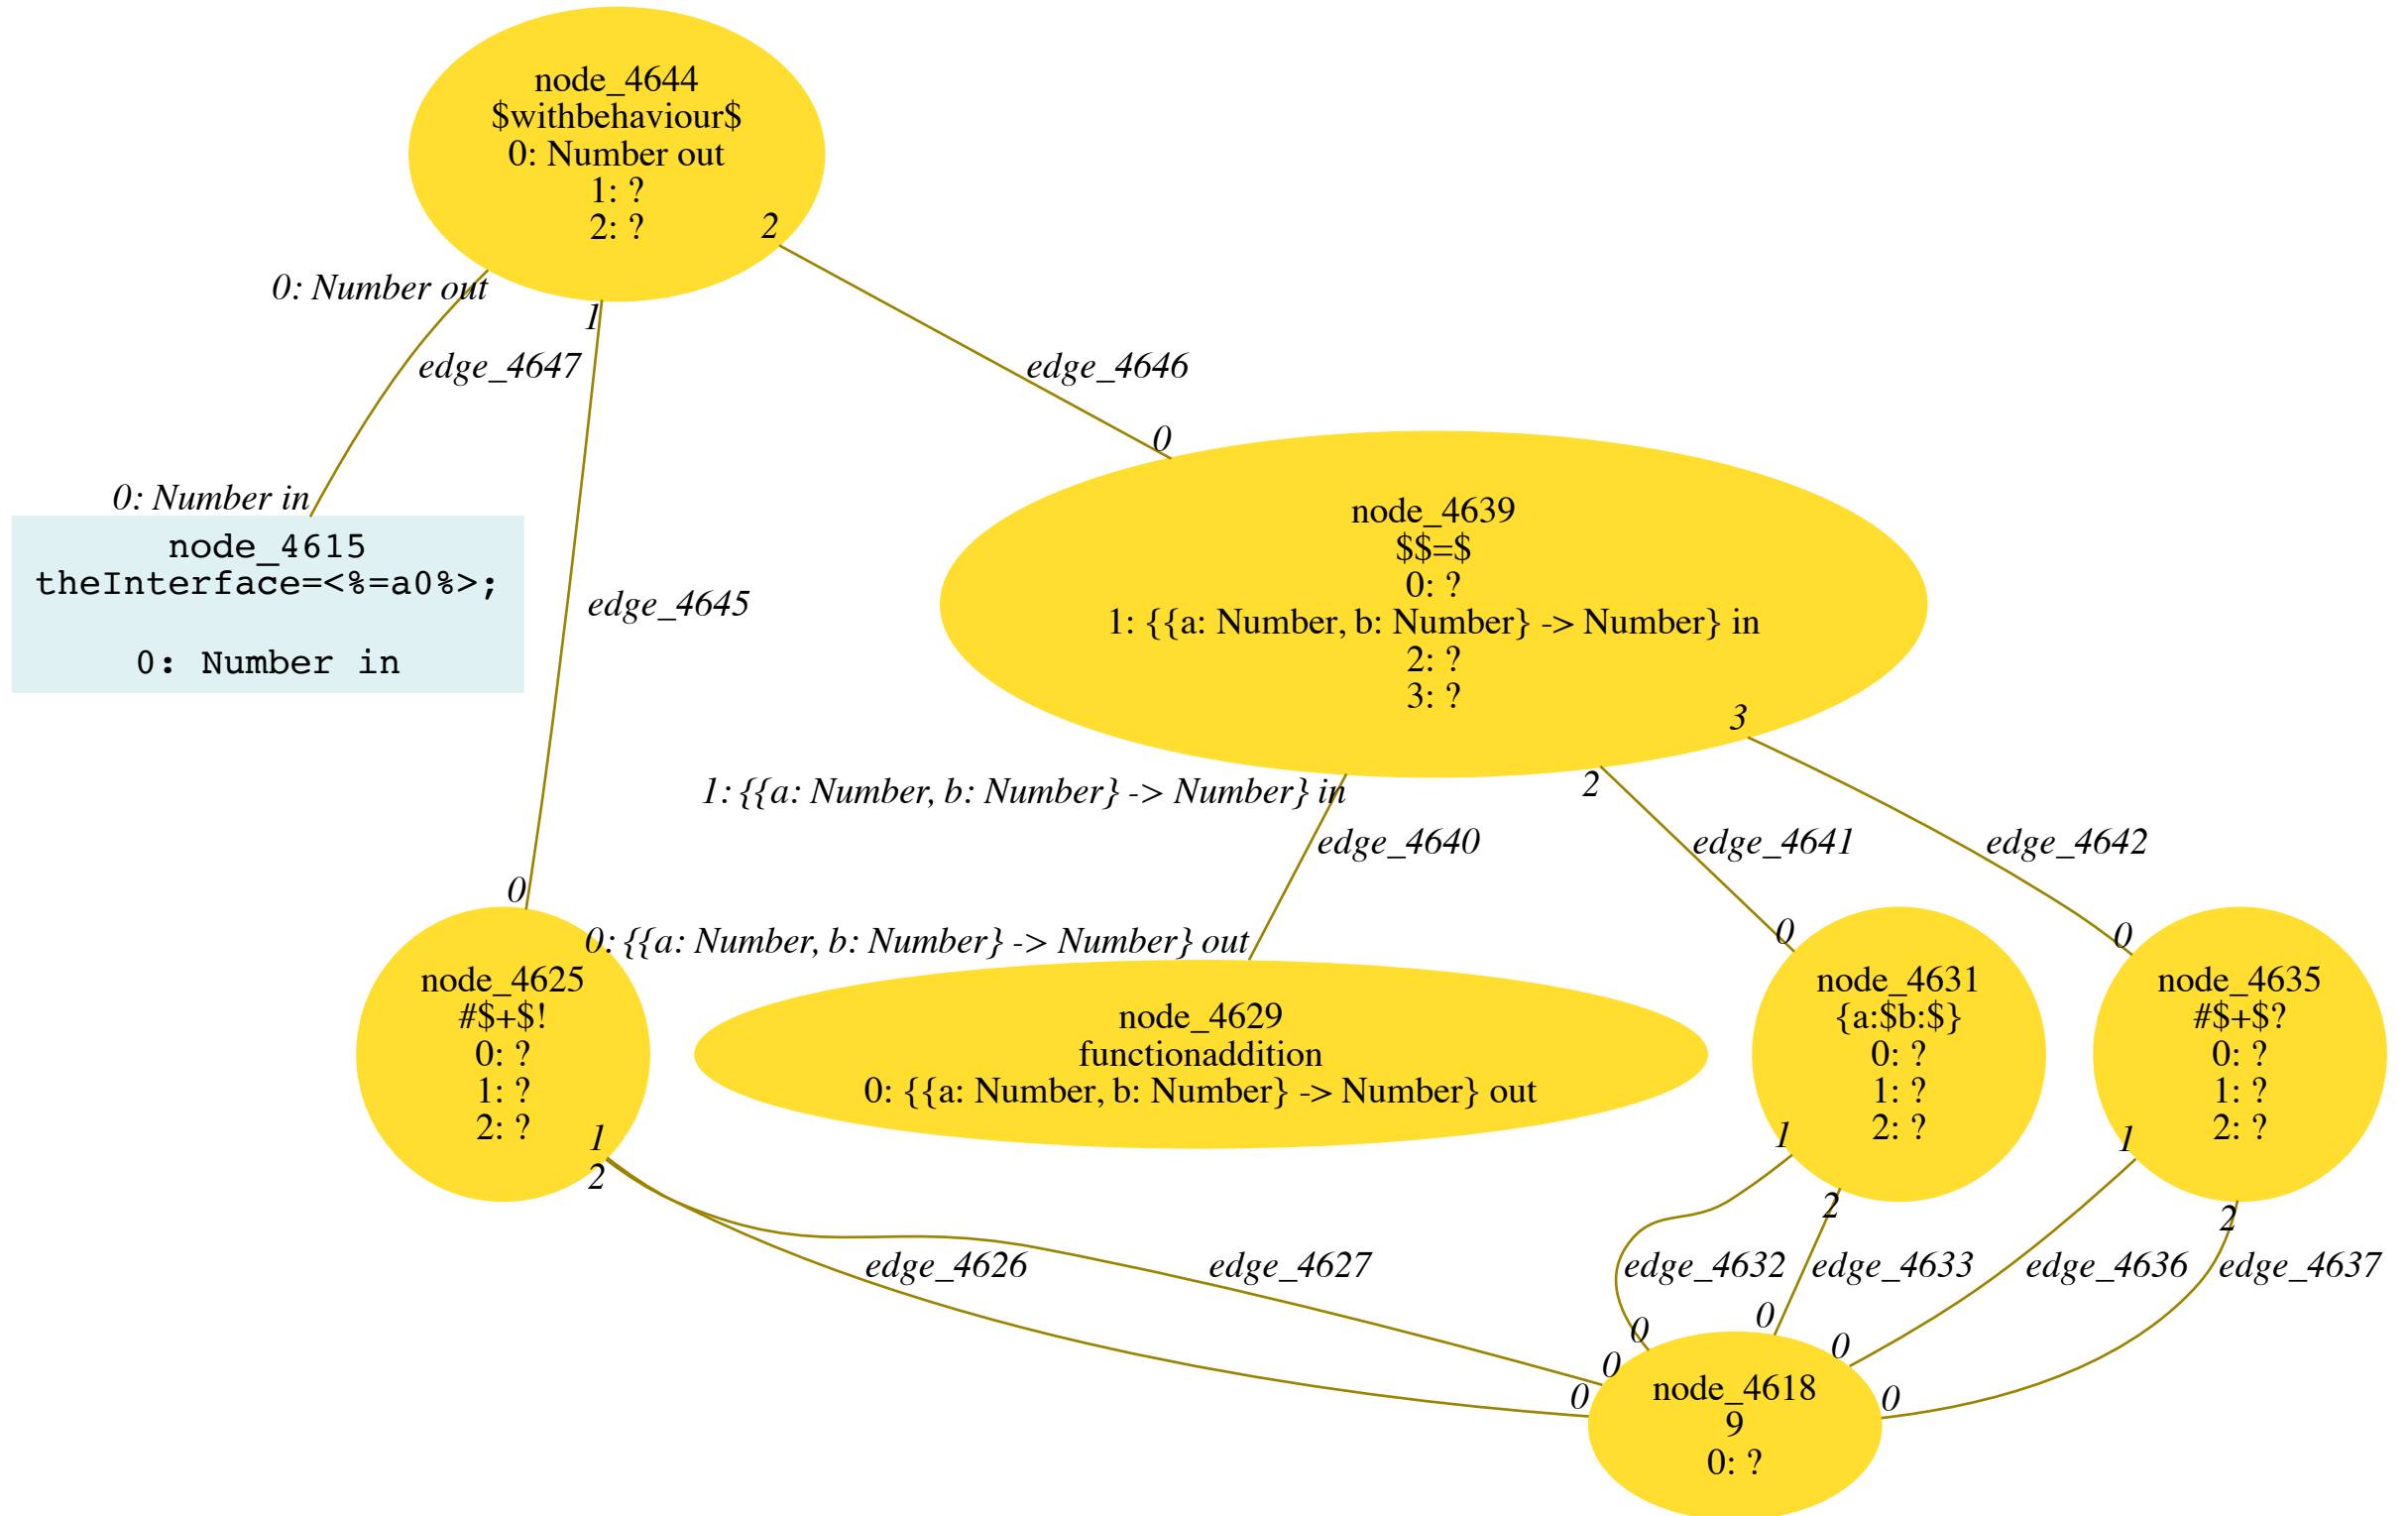 node_4644
$withbehaviour$
0: Number out
1: ?
2: ?
2
0: Number out
1
edge_4647
edge_4646
0
0: Number in
node_4615
theInterface=<%=a0%>;
0: Number in
edge_4645
node_4639
$$=$
0: ?
1: {{a: Number, b: Number} -> Number} in
2: ?
3: ?
3
2
1: {{a: Number, b: Number} -> Number} in
edge_4640
edge_4641
edge_4642
0
0: {{a: Number, b: Number} -> Number} out
0
0
node_4625
#$+$!
0: ?
1: ?
2: ?
1
2
node_4629
functionaddition
0: {{a: Number, b: Number} -> Number} out
node_4631
{a:$b:$}
0: ?
1: ?
2: ?
1
2
node_4635
#$+$?
0: ?
1: ?
2: ?
1
2
edge_4626
edge_4627
edge_4632
edge_4633
edge_4636
edge_4637
0
0
0
0
0
0
node_4618
9
0: ?